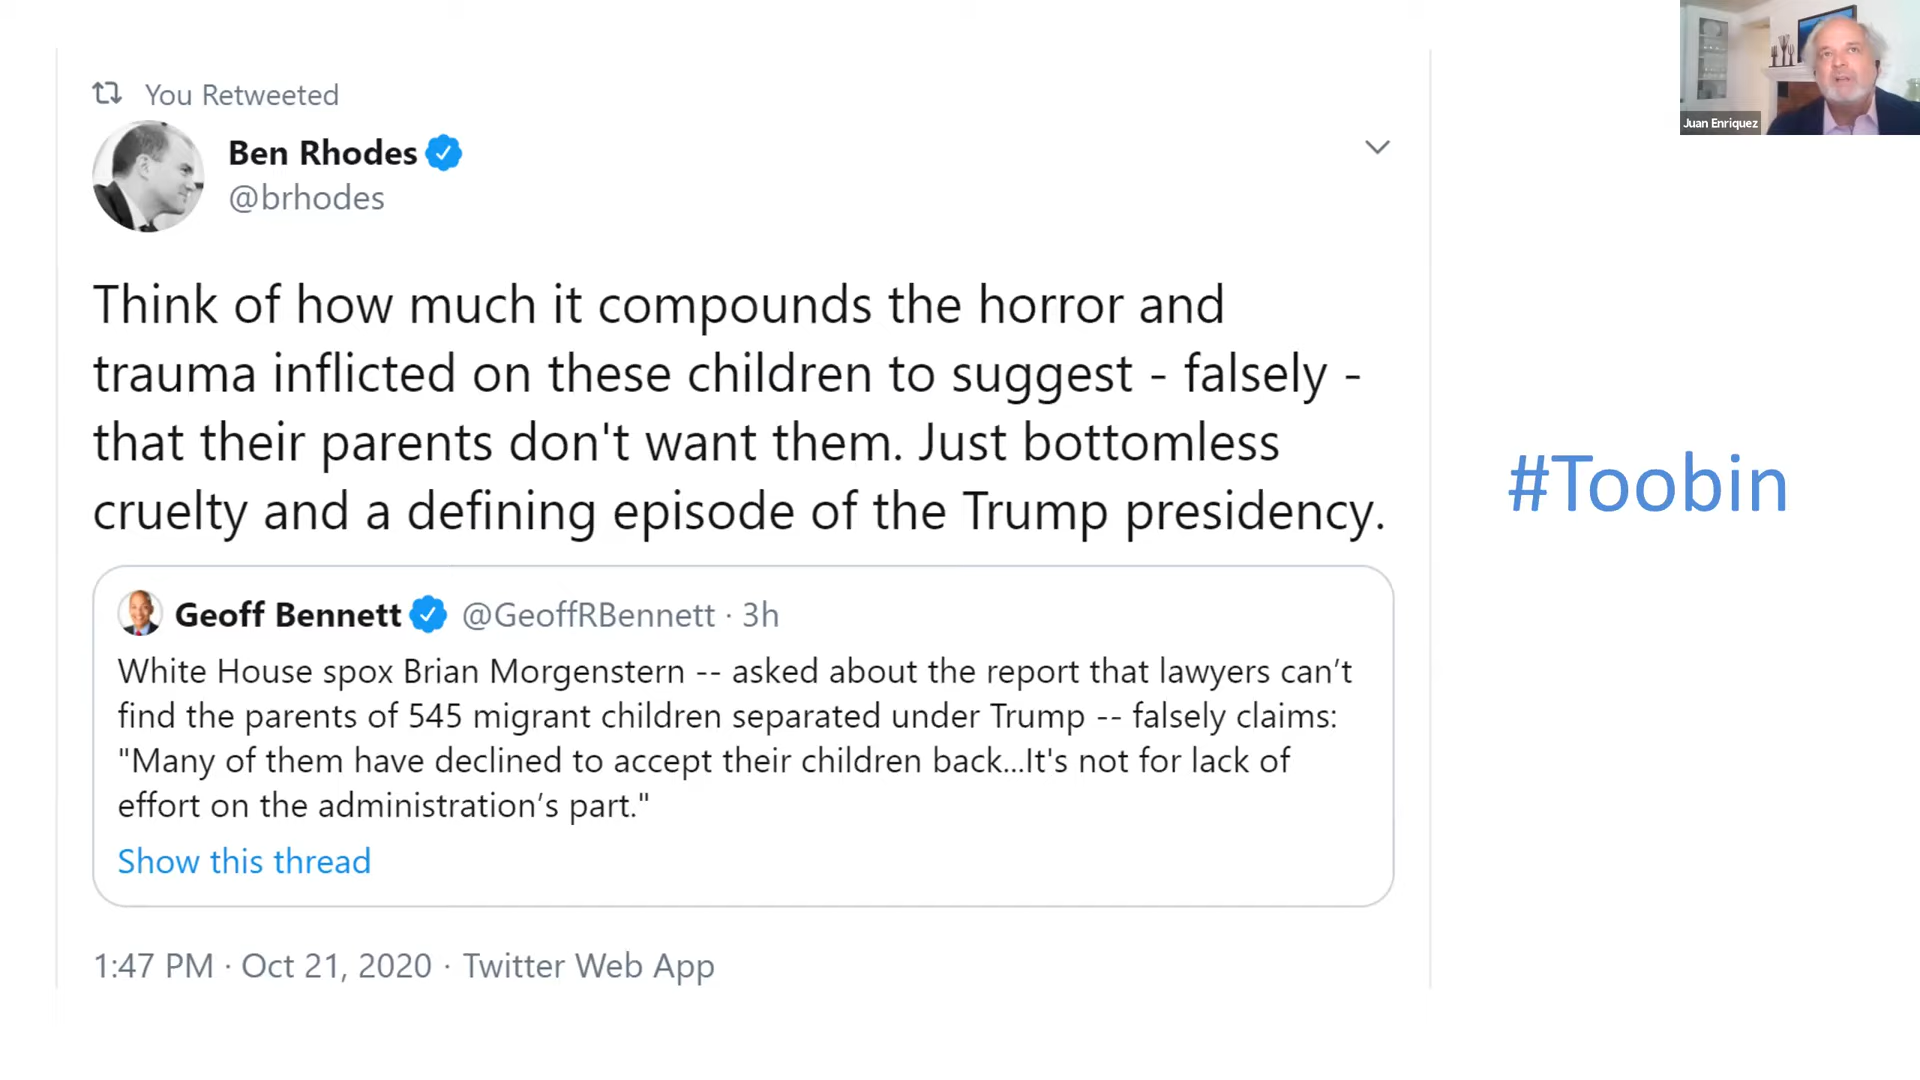 You Retweeted
Ben Rhodes
@brhodes
Think of how much it compounds the horror and
trauma inflicted on these children to suggest - falsely -
that their parents don't want them. Just bottomless
cruelty and a defining episode of the Trump presidency.
Geoff Bennett @GeoffRBennett · 3h
White House spox Brian Morgenstern -- asked about the report that lawyers can’t
find the parents of 545 migrant children separated under Trump -- falsely claims:
"Many of them have declined to accept their children back...It's not for lack of
effort on the administration’s part."
Show this thread
1:47 PM · Oct 21, 2020 · Twitter Web App
#Toobin
Juan Enriquez